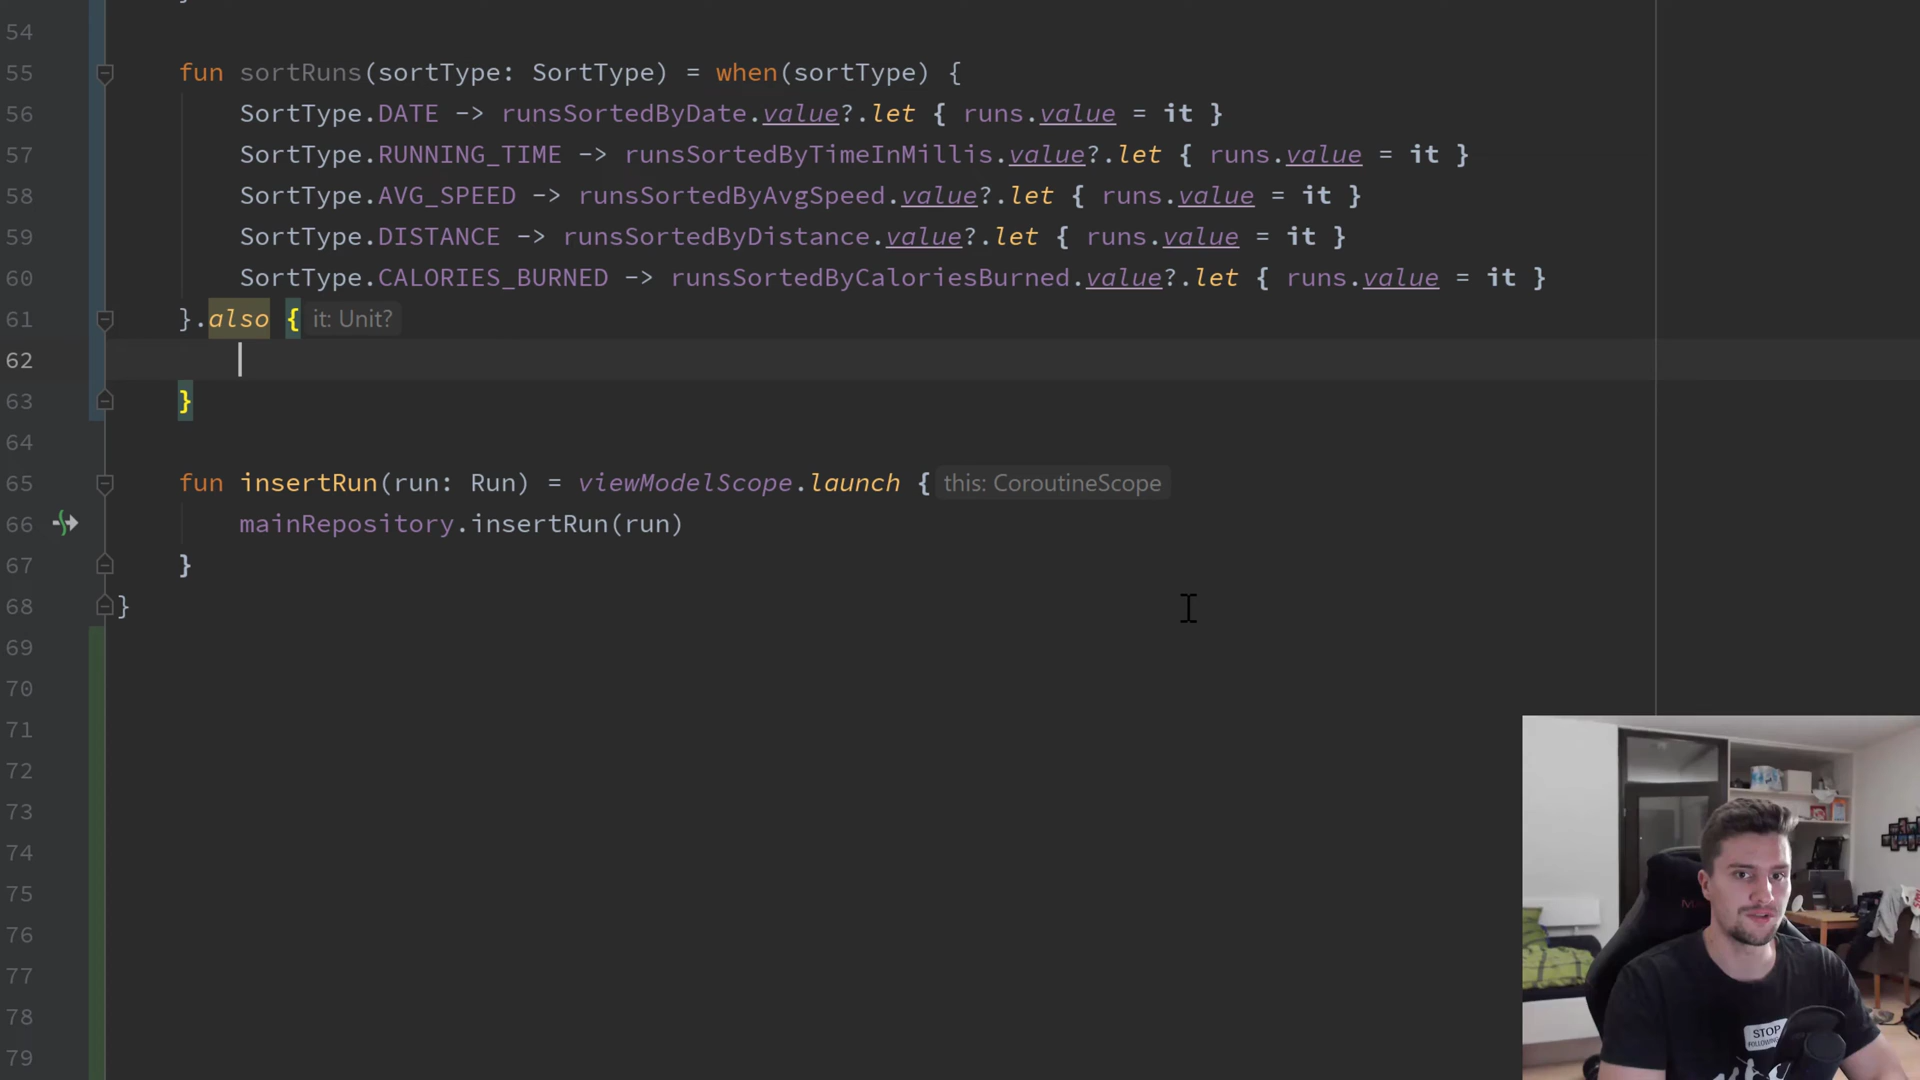 54
55 fun sortRuns(sortType: SortType) = when(sortType) {
56 SortType.DATE -> runsSortedByDate.value?.let { runs.value = it }
57 SortType.RUNNING_TIME -> runsSortedByTimeInMillis.value?.let { runs.value = it }
58 SortType.AVG_SPEED -> runsSortedByAvgSpeed.value?.let { runs.value = it }
59 SortType.DISTANCE -> runsSortedByDistance.value?.let { runs.value = it }
60 SortType.CALORIES_BURNED -> runsSortedByCaloriesBurned.value?.let { runs.value = it }
61 }.also { it: Unit?
62
63 }
64
65 fun insertRun(run: Run) = viewModelScope.launch { this: CoroutineScope
66 mainRepository.insertRun(run)
67 }
68 }
69
70
71
72
73
74
75
76
77
78
79
STOP